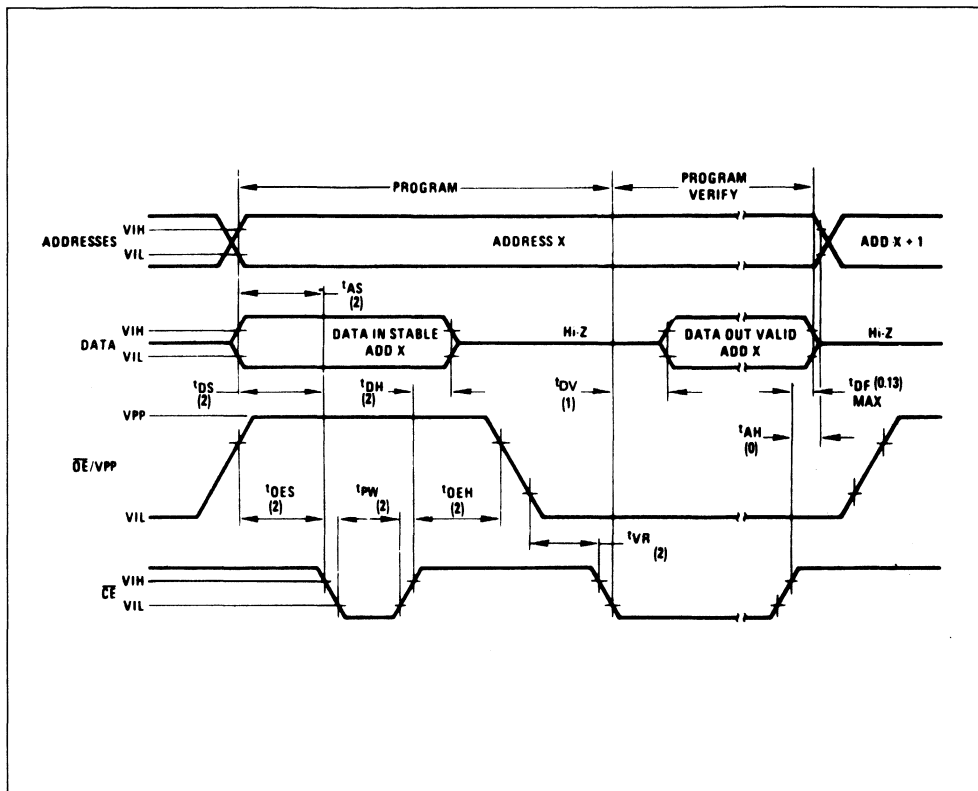 PROGRAM
PROGRAM
VERIFY
VIH
ADDRESSES
VIL
ADDRESS X
ADD X + 1
tAS
(2)
VIH
DATA
VIL
DATA IN STABLE
ADD X
Hi-Z
DATA OUT VALID
ADD X
Hi-Z
tDS
(2)
tDH
(2)
tDV
(1)
tDF (0.13)
MAX
VPP
tAH
(0)
OE/VPP
tOES
(2)
tPW
(2)
tOEH
(2)
VIL
tVR
(2)
VIH
CE
VIL